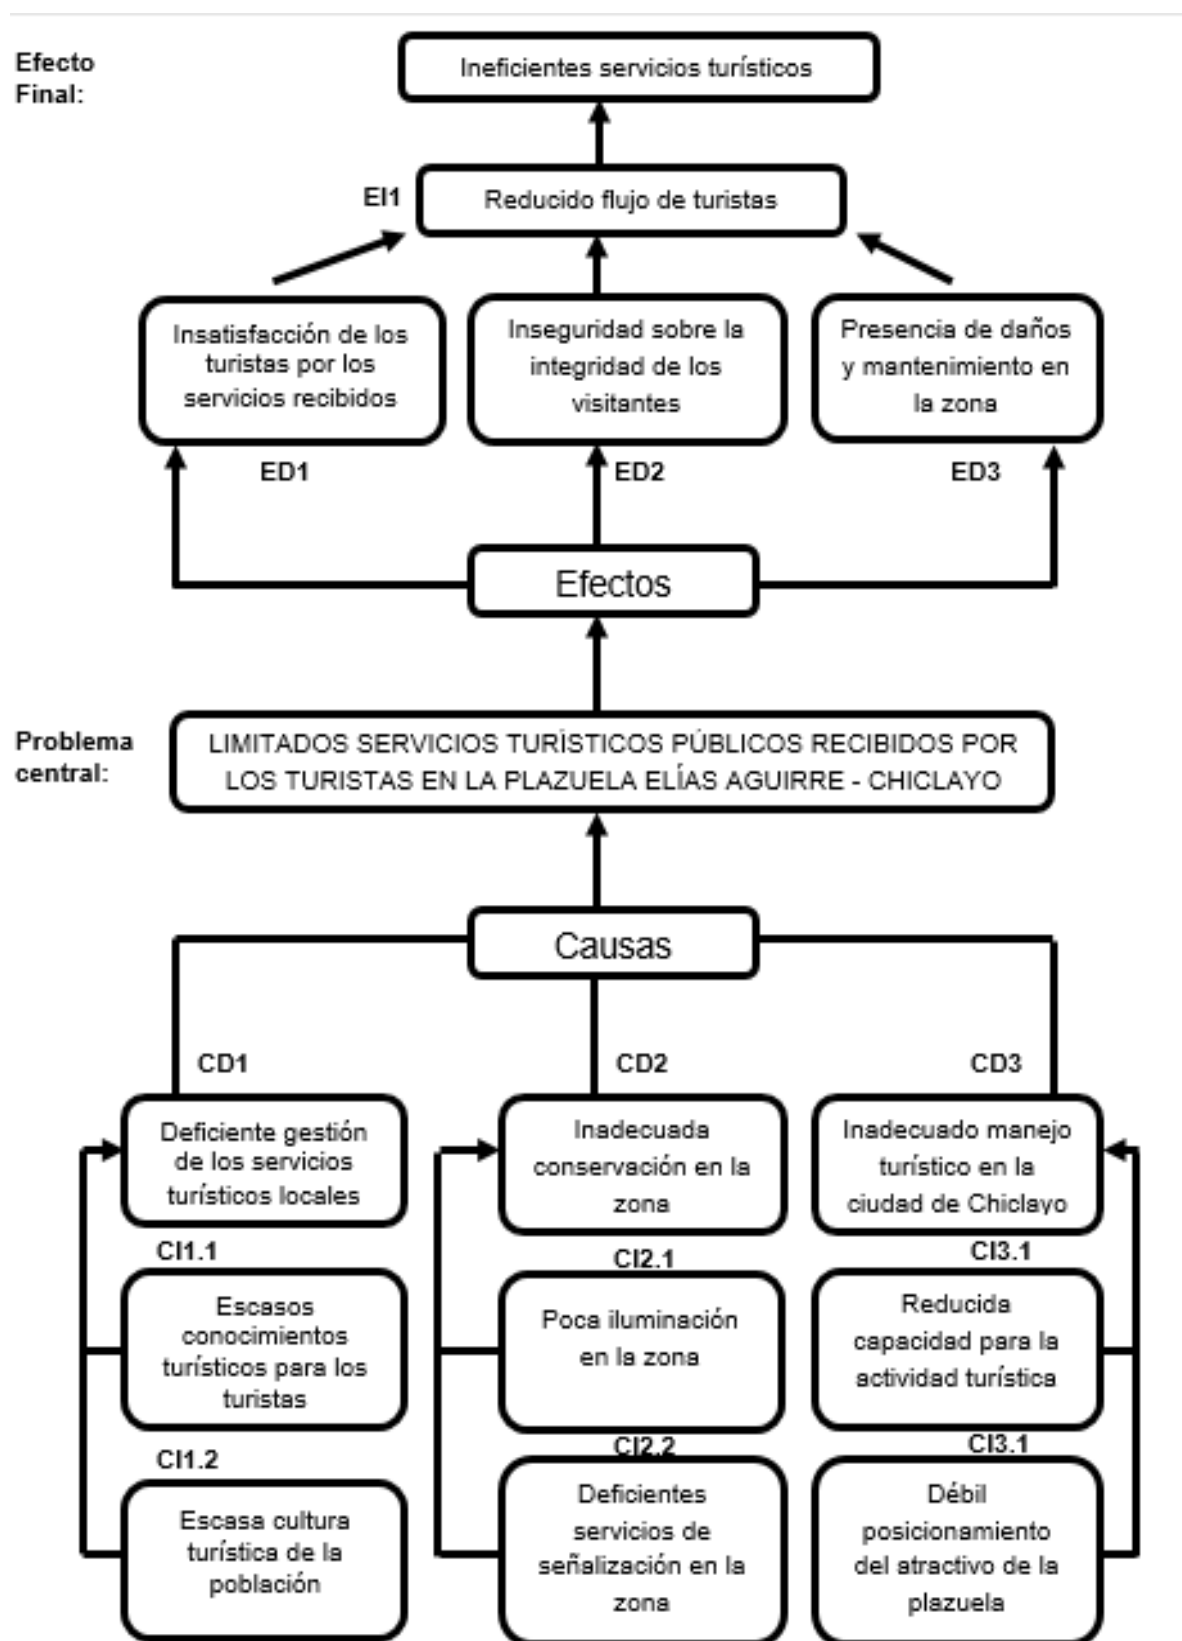 Efecto
Final:
Ineficientes servicios turísticos
EI1
Reducido flujo de turistas
Insatisfacción de los
turistas por los
servicios recibidos
Inseguridad sobre la
integridad de los
visitantes
Presencia de daños
y mantenimiento en
la zona
ED1
ED2
ED3
Efectos
Problema
central:
LIMITADOS SERVICIOS TURÍSTICOS PÚBLICOS RECIBIDOS POR
LOS TURISTAS EN LA PLAZUELA ELÍAS AGUIRRE - CHICLAYO
Causas
CD1
CD2
CD3
Deficiente gestión
de los servicios
turísticos locales
Inadecuada
conservación en la
zona
Inadecuado manejo
turístico en la
ciudad de Chiclayo
CI1.1
CI2.1
CI3.1
Escasos
conocimientos
turísticos para los
turistas
Poca iluminación
en la zona
Reducida
capacidad para la
actividad turística
CI1.2
CI2.2
CI3.1
Escasa cultura
turística de la
población
Deficientes
servicios de
señalización en la
zona
Débil
posicionamiento
del atractivo de la
plazuela